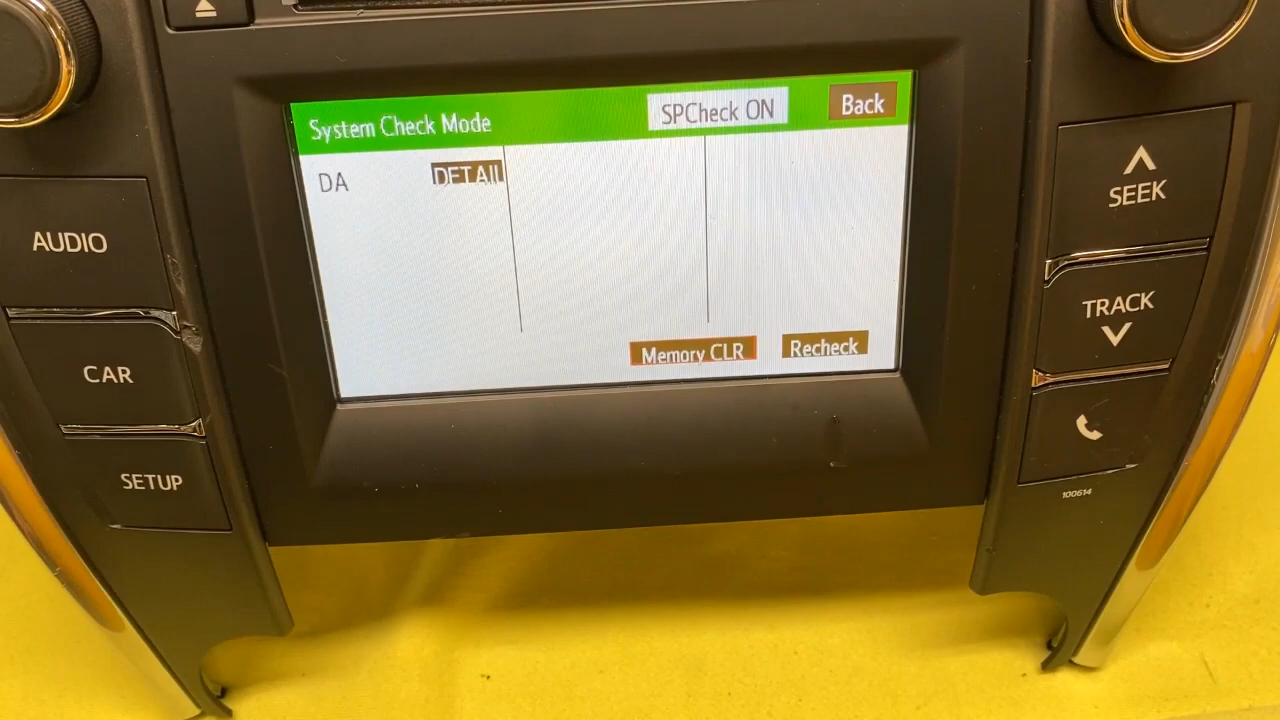 System Check Mode
SPCheck ON
Back
DA
DETAIL
Memory CLR
Recheck
AUDIO
CAR
SETUP
SEEK
TRACK
100614